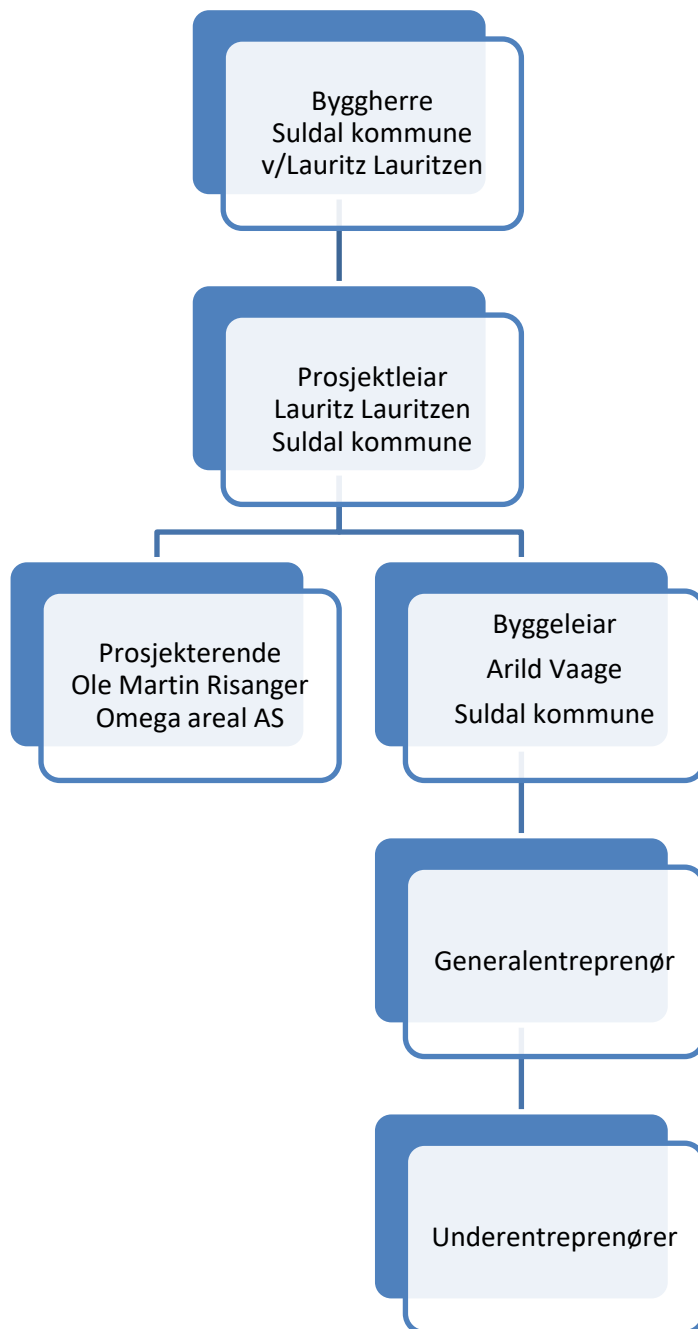 Byggherre
Suldal kommune
v/Lauritz Lauritzen
Prosjektleiar
Lauritz Lauritzen
Suldal kommune
Prosjekterende
Ole Martin Risanger
Omega areal AS
Byggeleiar
Arild Vaage
Suldal kommune
Generalentreprenør
Underentreprenører